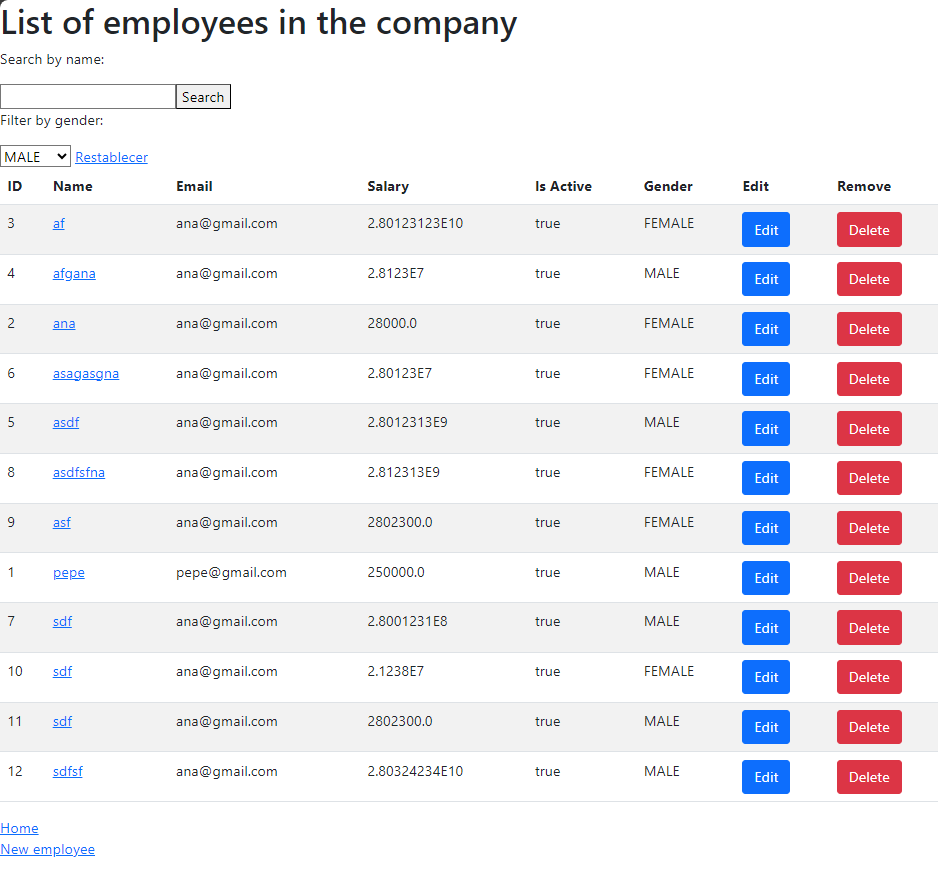 List of employees in the company
Search by name:
Search
Filter by gender:
MALE Restablecer
ID Name Email Salary Is Active Gender Edit Remove
3 af ana@gmail.com 2.80123123E10 true FEMALE Edit Delete
4 afgana ana@gmail.com 2.8123E7 true MALE Edit Delete
2 ana ana@gmail.com 28000.0 true FEMALE Edit Delete
6 asagasgna ana@gmail.com 2.80123E7 true FEMALE Edit Delete
5 asdf ana@gmail.com 2.8012313E9 true MALE Edit Delete
8 asdfsfna ana@gmail.com 2.812313E9 true FEMALE Edit Delete
9 asf ana@gmail.com 2802300.0 true FEMALE Edit Delete
1 pepe pepe@gmail.com 250000.0 true MALE Edit Delete
7 sdf ana@gmail.com 2.8001231E8 true MALE Edit Delete
10 sdf ana@gmail.com 2.1238E7 true FEMALE Edit Delete
11 sdf ana@gmail.com 2802300.0 true MALE Edit Delete
12 sdfsf ana@gmail.com 2.80324234E10 true MALE Edit Delete
Home
New employee